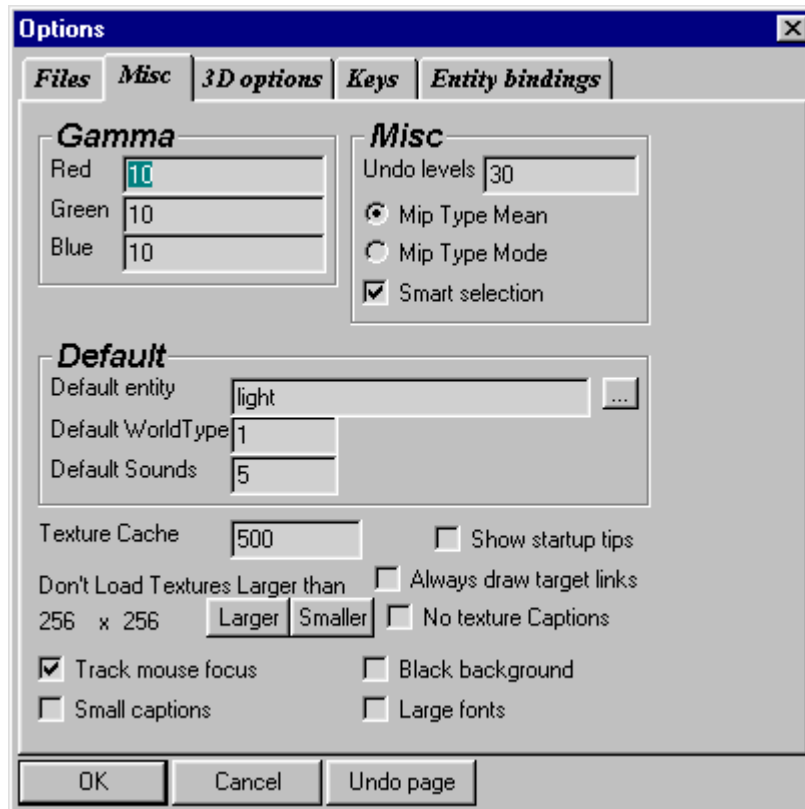 Options
Files Misc 3D options Keys Entity bindings
Gamma
Red 10
Green 10
Blue 10
Misc
Undo levels 30
Mip Type Mean
Mip Type Mode
Smart selection
Default
Default entity light ...
Default WorldType 1
Default Sounds 5
Texture Cache 500 Show startup tips
Don't Load Textures Larger than Always draw target links
256 x 256 Larger Smaller No texture Captions
Track mouse focus Black background
Small captions Large fonts
OK Cancel Undo page